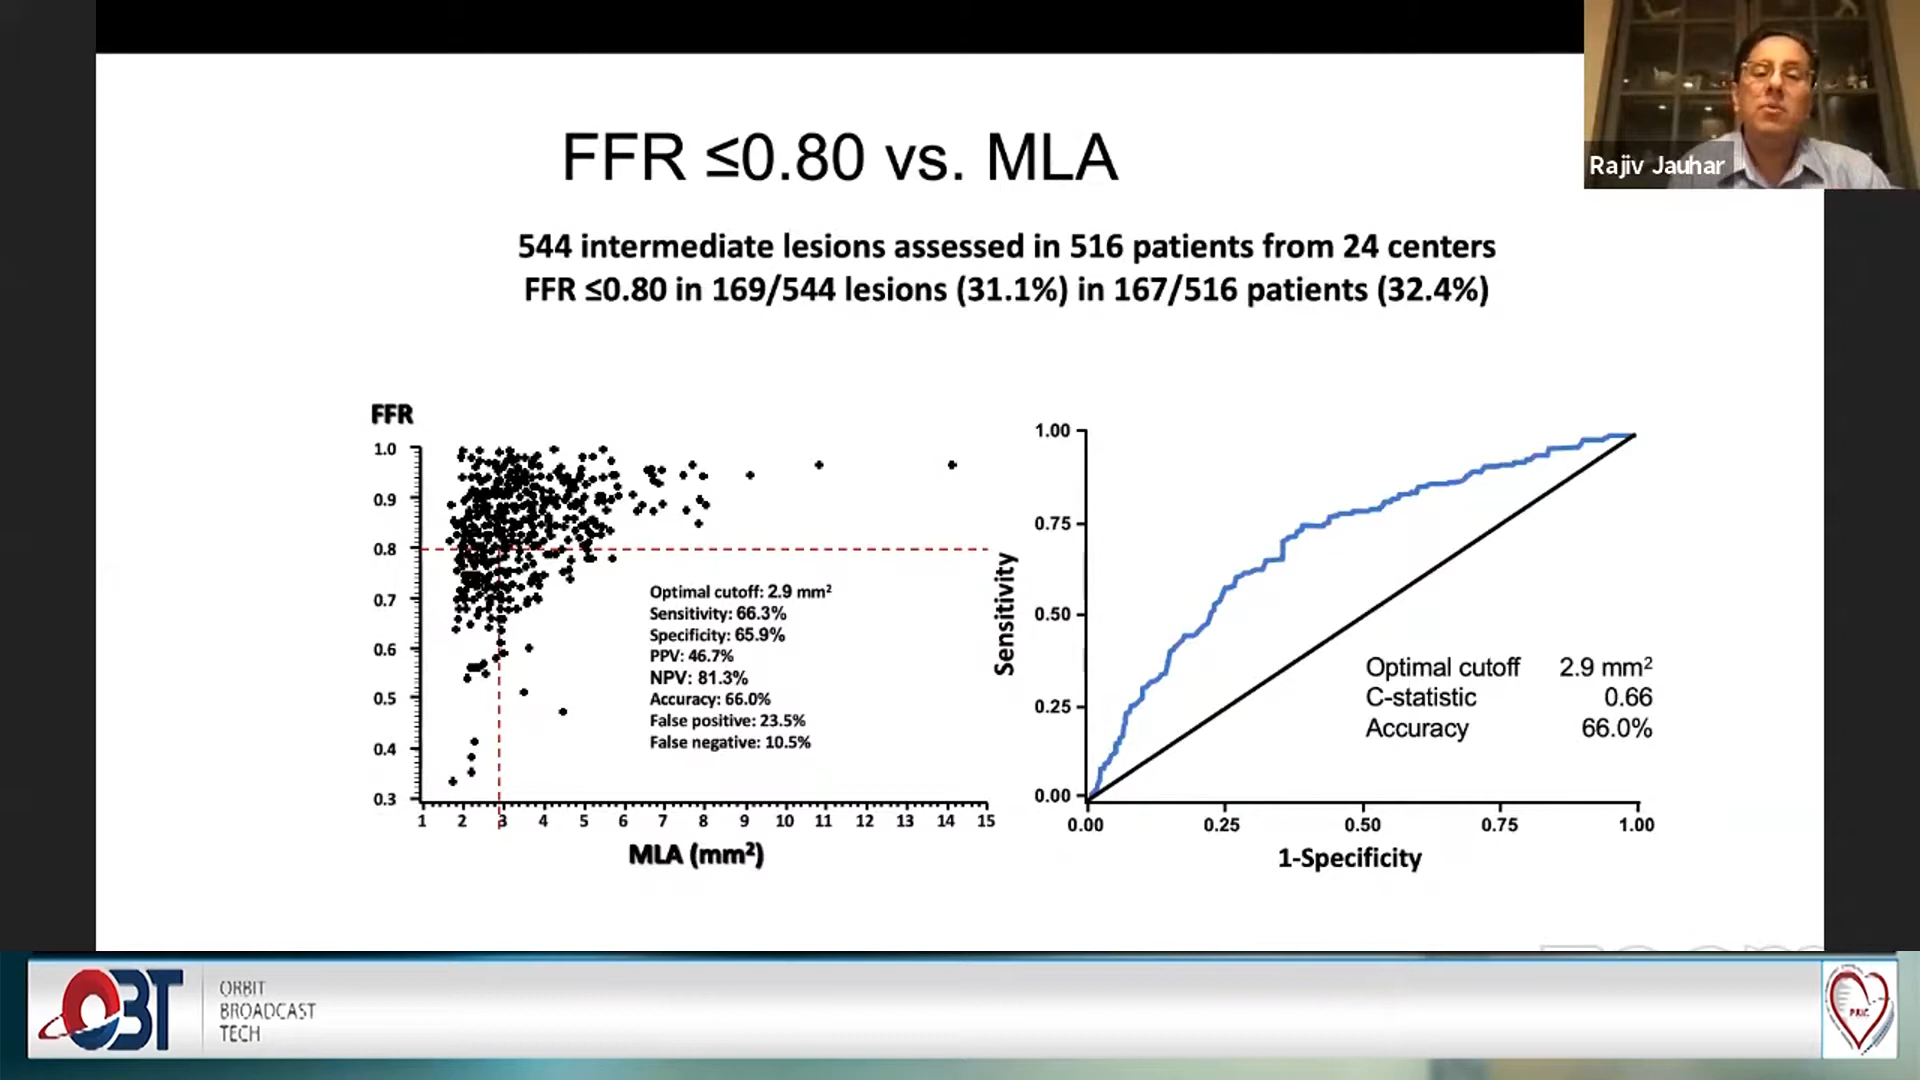 FFR ≤0.80 vs. MLA
Rajiv Jauhar
544 intermediate lesions assessed in 516 patients from 24 centers
FFR ≤0.80 in 169/544 lesions (31.1%) in 167/516 patients (32.4%)
FFR
1.0
0.9
0.8
0.7
0.6
0.5
0.4
0.3
Optimal cutoff: 2.9 mm²
Sensitivity: 66.3%
Specificity: 65.9%
PPV: 46.7%
NPV: 81.3%
Accuracy: 66.0%
False positive: 23.5%
False negative: 10.5%
1 2 3 4 5 6 7 8 9 10 11 12 13 14 15
MLA (mm²)
Sensitivity
1.00
0.75
0.50
0.25
0.00
Optimal cutoff 2.9 mm²
C-statistic 0.66
Accuracy 66.0%
0.00 0.25 0.50 0.75 1.00
1-Specificity
zoom
OBT
ORBIT
BROADCAST
TECH
PRIC